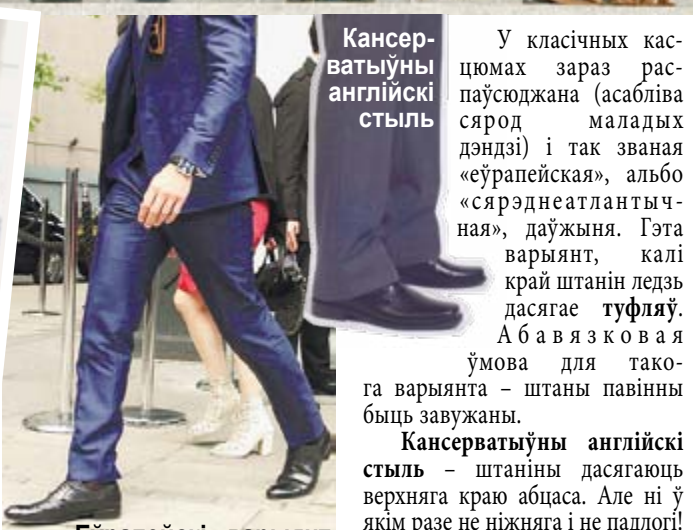 Кансер-
ватыўны
англійскі
стыль
У класічных кас-
цюмах зараз рас-
паўсюджана (асабліва
сярод маладых
дэндзі) і так званая
«еўрапейская», альбо
«сярэднеатлантыч-
ная», даўжыня. Гэта
варыянт, калі
край штанін ледзь
дасягае туфляў.
Абавязковая
ўмова для тако-
га варыянта – штаны павінны
быць завужаны.
Кансерватыўны англійскі
стыль – штаніны дасягаюць
верхняга краю абцаса. Але ні ў
якім разе не ніжняга і не падлогі!